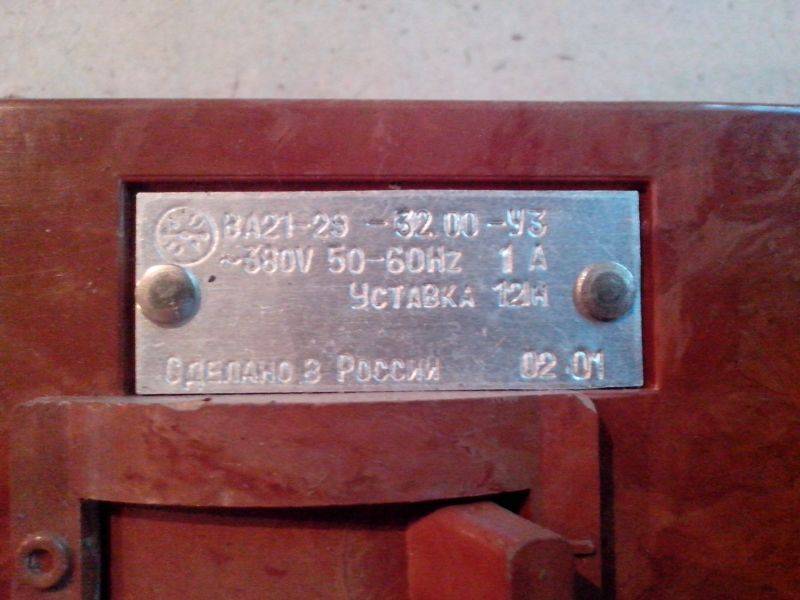 ВА21-29 -32.00-У3
~380V 50-60Hz 1 А
Уставка 12Iн
Сделано в России 02 01